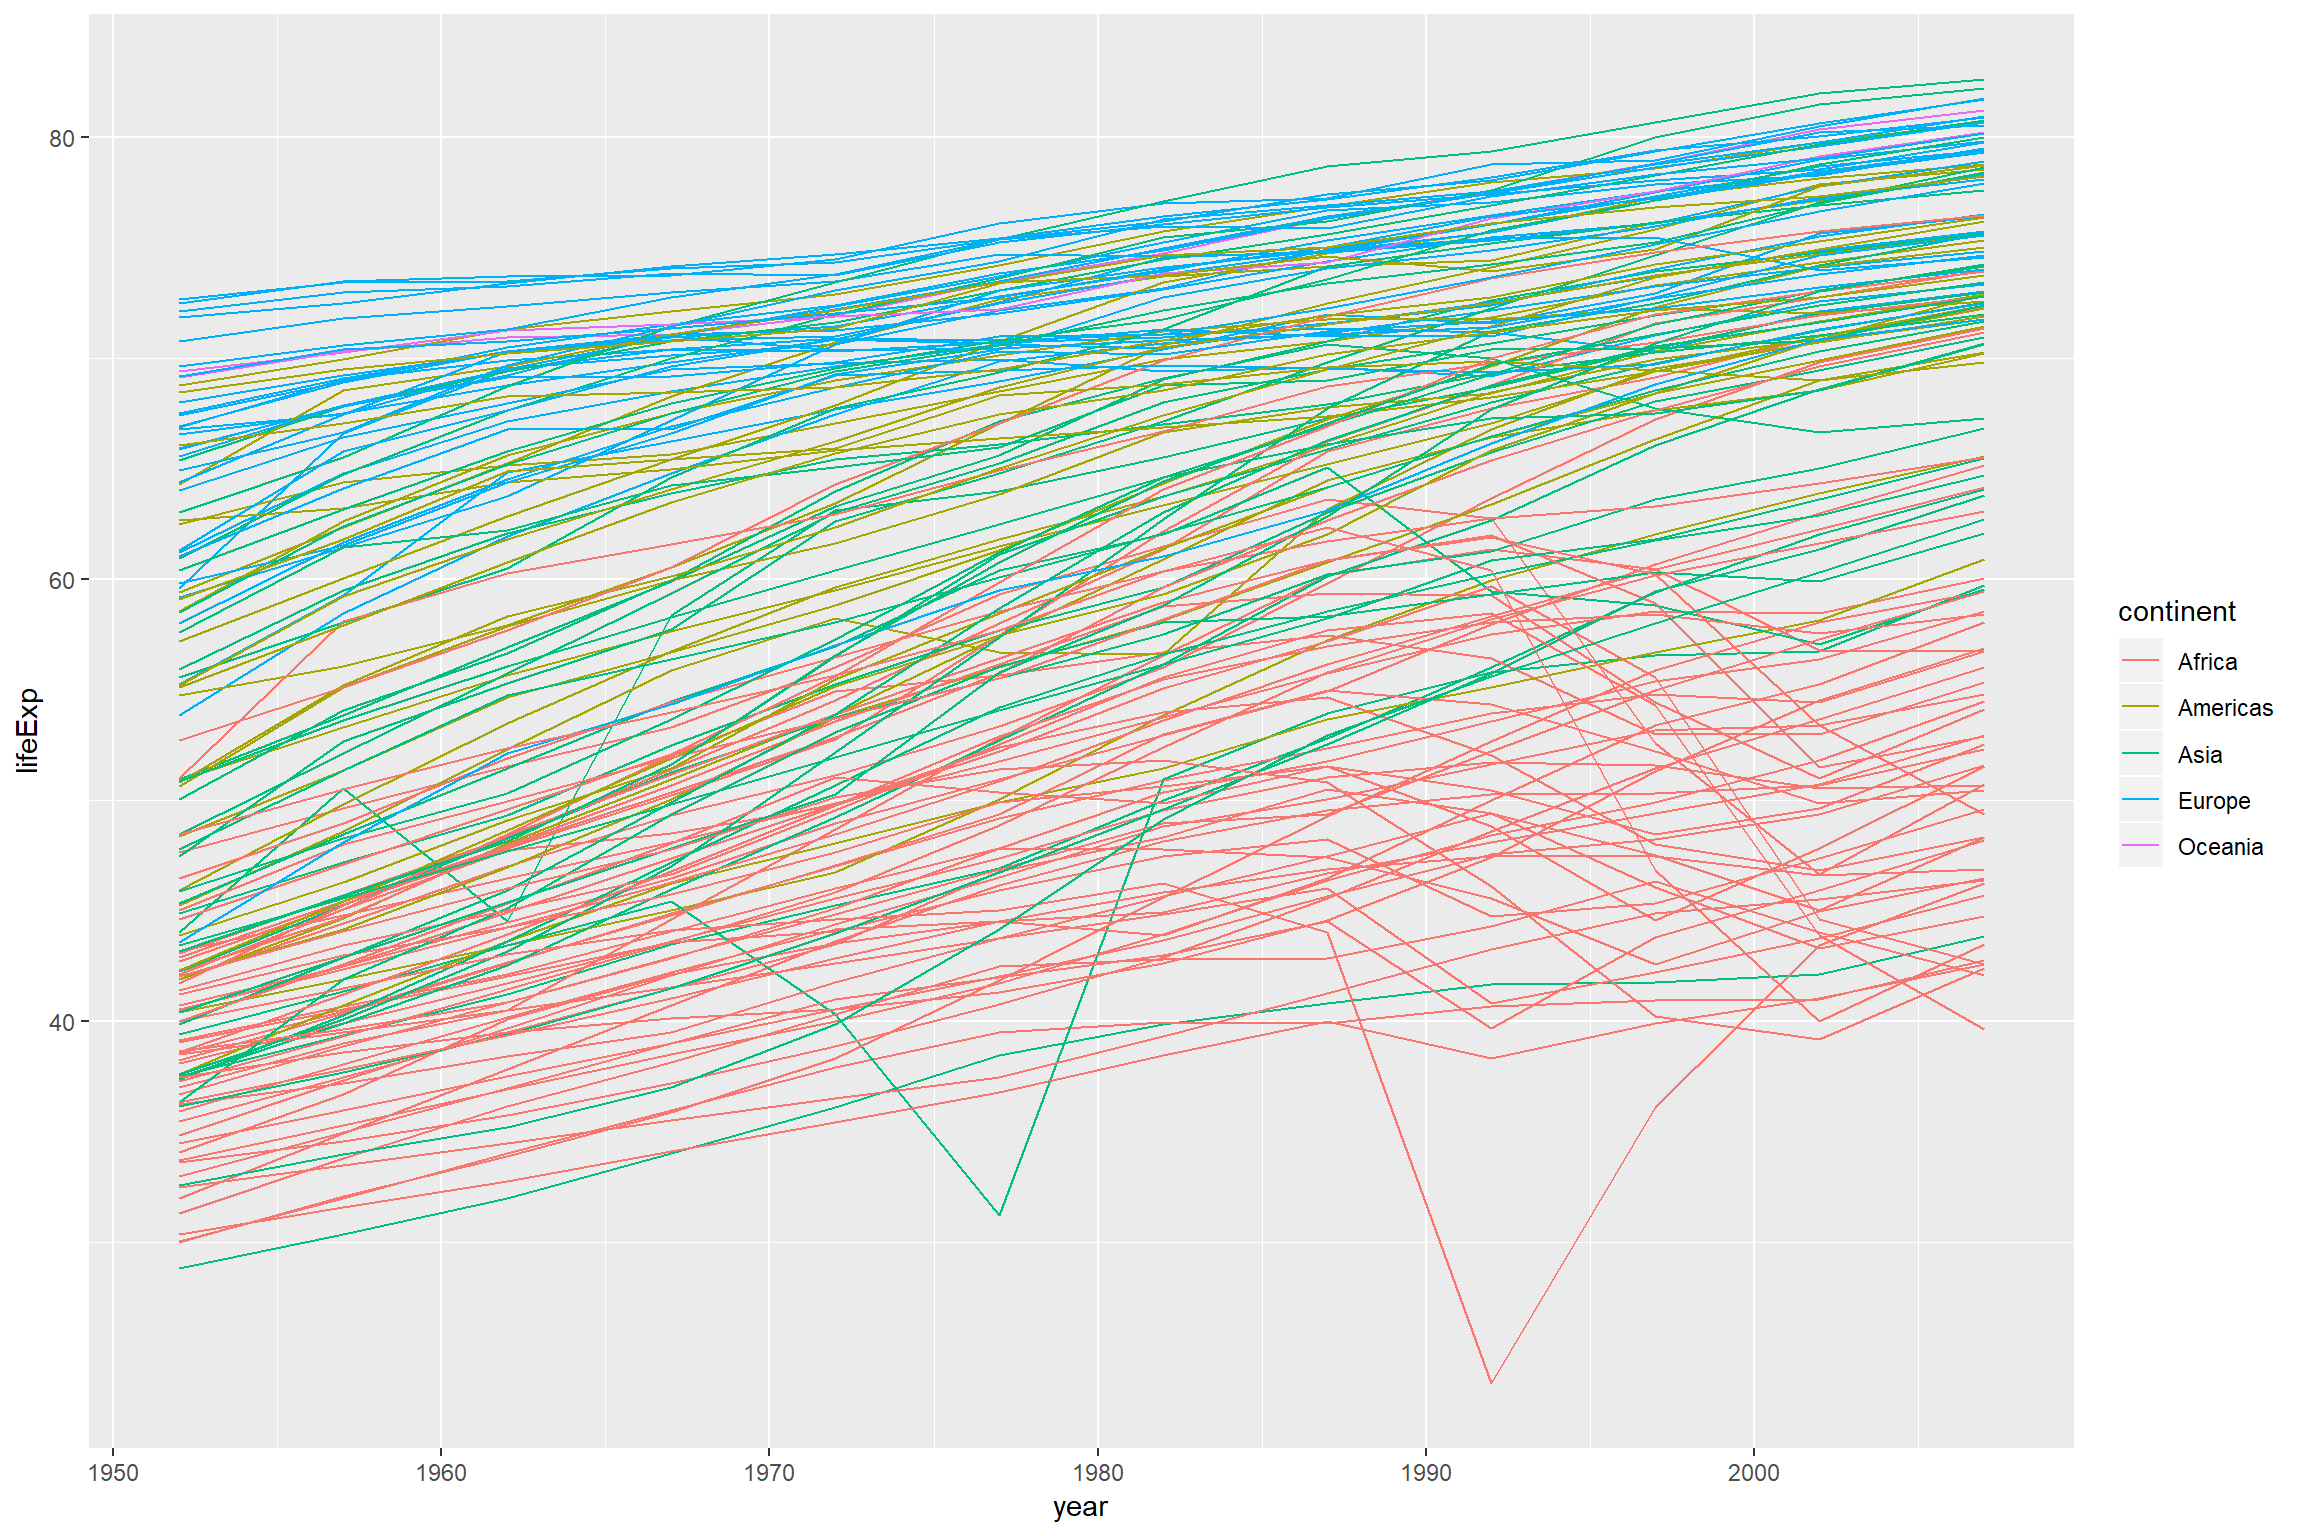 80
60
40
lifeExp
1950 1960 1970 1980 1990 2000
year
continent
Africa
Americas
Asia
Europe
Oceania